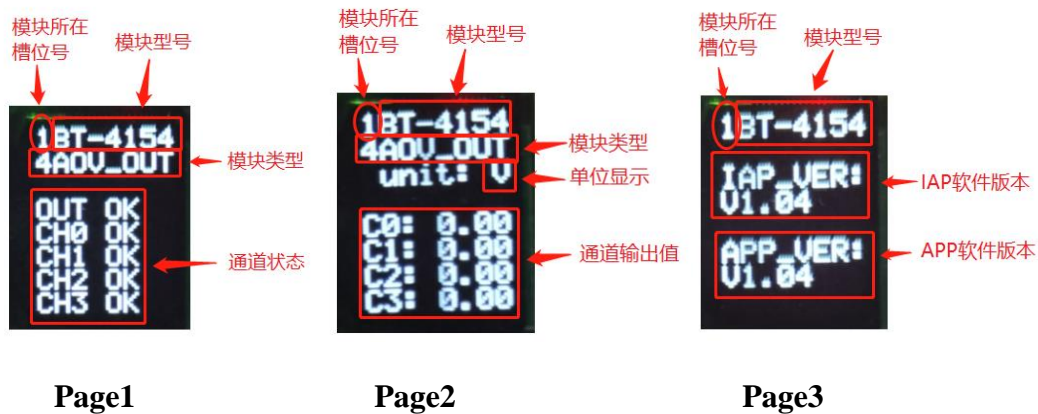 模块所在
槽位号
模块型号
1BT-4154
4AOV_OUT
模块类型
OUT OK
CH0 OK
CH1 OK
CH2 OK
CH3 OK
通道状态
Page1
模块所在
槽位号
模块型号
1BT-4154
4AOV_OUT
模块类型
unit: V
单位显示
C0: 0.00
C1: 0.00
C2: 0.00
C3: 0.00
通道输出值
Page2
模块所在
槽位号
模块型号
1BT-4154
IAP_VER:
V1.04
IAP软件版本
APP_VER:
V1.04
APP软件版本
Page3